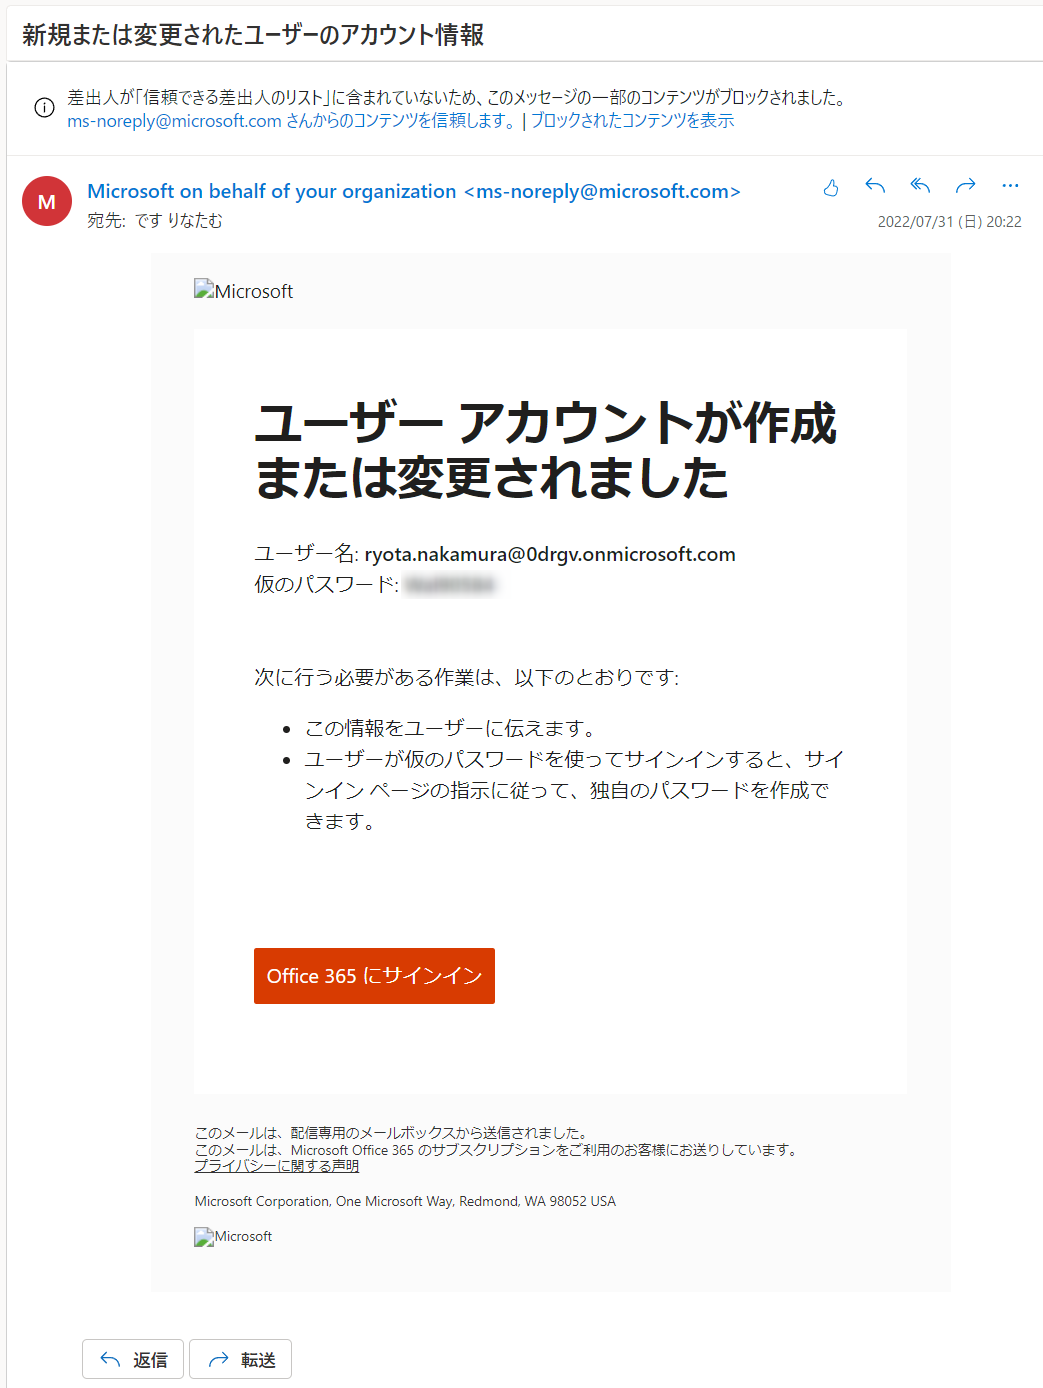 新規または変更されたユーザーのアカウント情報
差出人が「信頼できる差出人のリスト」に含まれていないため、このメッセージの一部のコンテンツがブロックされました。
ms-noreply@microsoft.com さんからのコンテンツを信頼します。 | ブロックされたコンテンツを表示
M
Microsoft on behalf of your organization <ms-noreply@microsoft.com>
宛先: です りなたむ
2022/07/31 (日) 20:22
Microsoft
ユーザー アカウントが作成
または変更されました
ユーザー名: ryota.nakamura@0drgv.onmicrosoft.com
仮のパスワード:
次に行う必要がある作業は、以下のとおりです:
• この情報をユーザーに伝えます。
• ユーザーが仮のパスワードを使ってサインインすると、サイ
ンイン ページの指示に従って、独自のパスワードを作成で
きます。
Office 365 にサインイン
このメールは、配信専用のメールボックスから送信されました。
このメールは、Microsoft Office 365 のサブスクリプションをご利用のお客様にお送りしています。
プライバシーに関する声明
Microsoft Corporation, One Microsoft Way, Redmond, WA 98052 USA
Microsoft
返信
転送